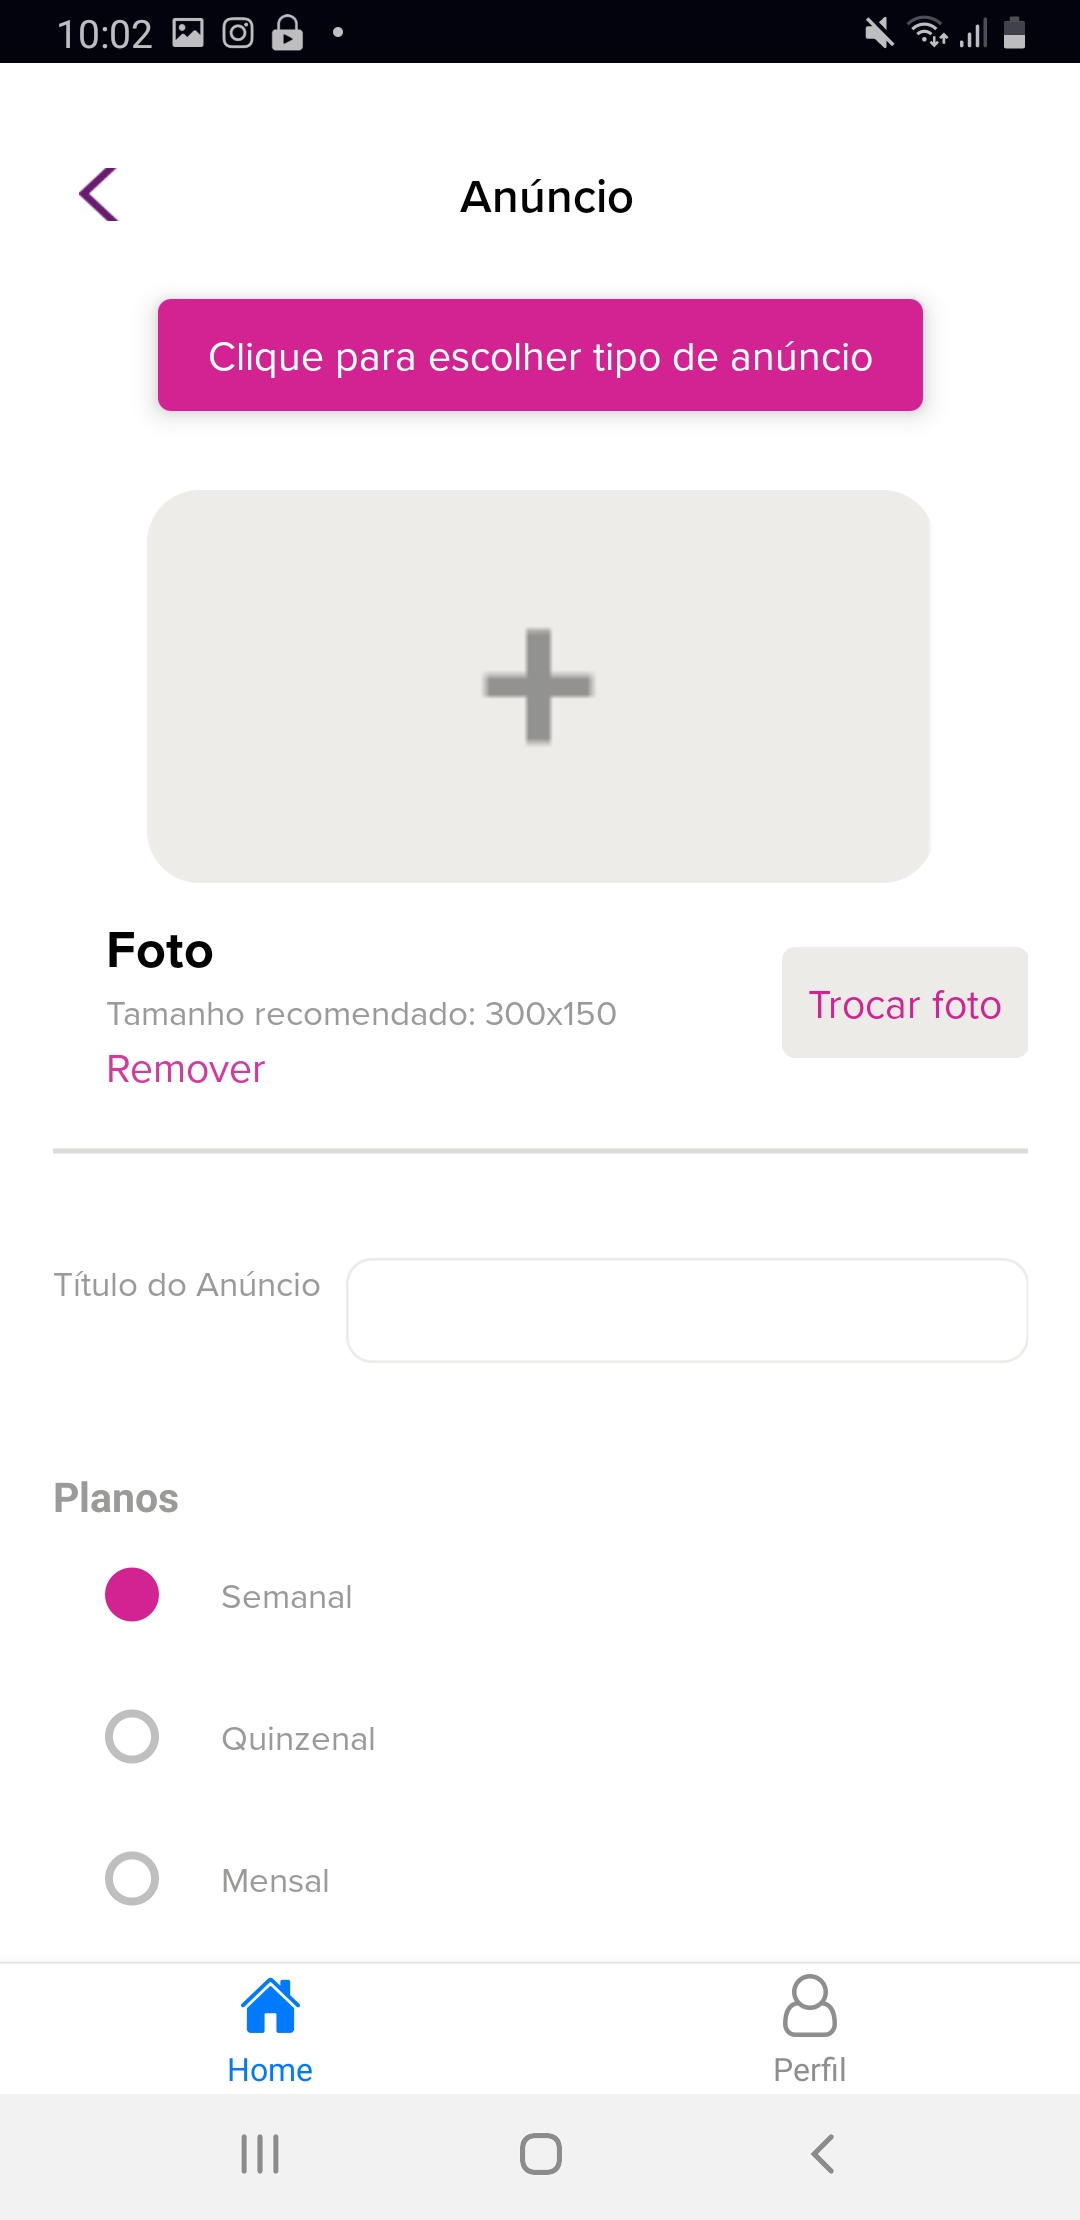 10:02
Anúncio
Clique para escolher tipo de anúncio
Foto
Tamanho recomendado: 300x150
Trocar foto
Remover
Título do Anúncio
Planos
Semanal
Quinzenal
Mensal
Home
Perfil